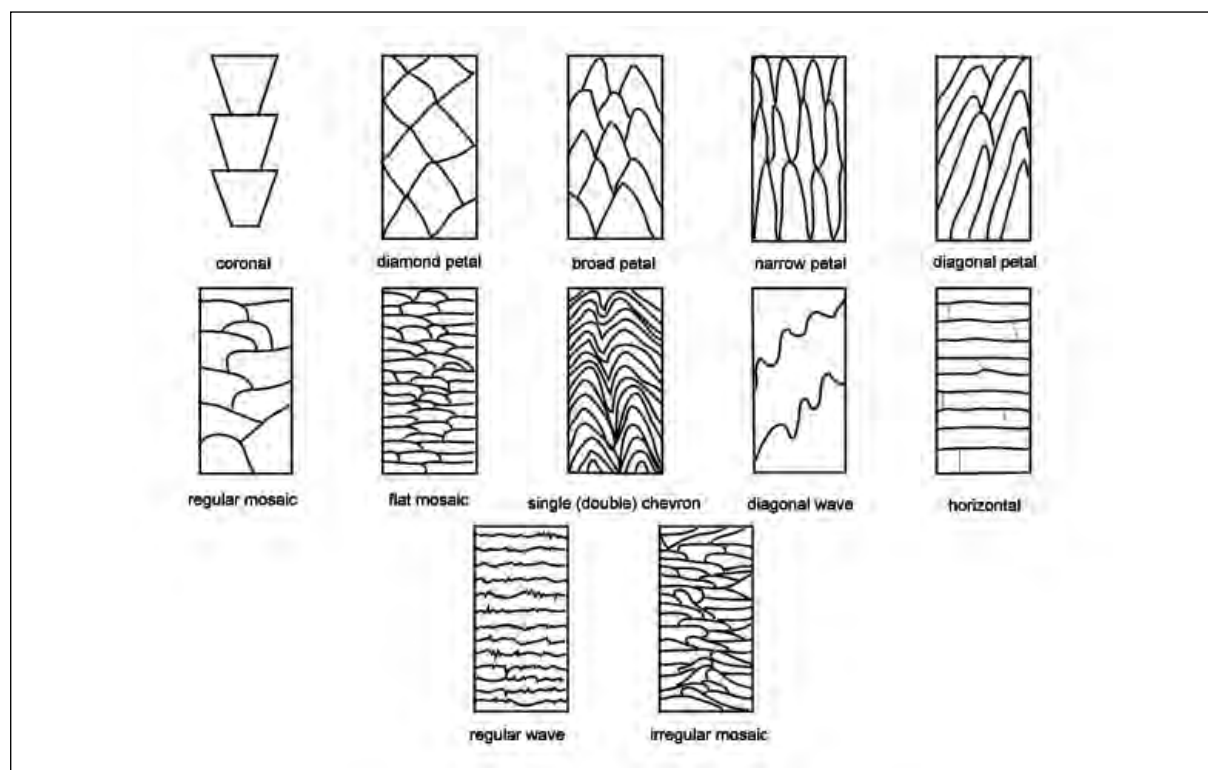 coronal
diamond petal
broad petal
narrow petal
diagonal petal
regular mosaic
flat mosaic
single (double) chevron
diagonal wave
horizontal
regular wave
irregular mosaic